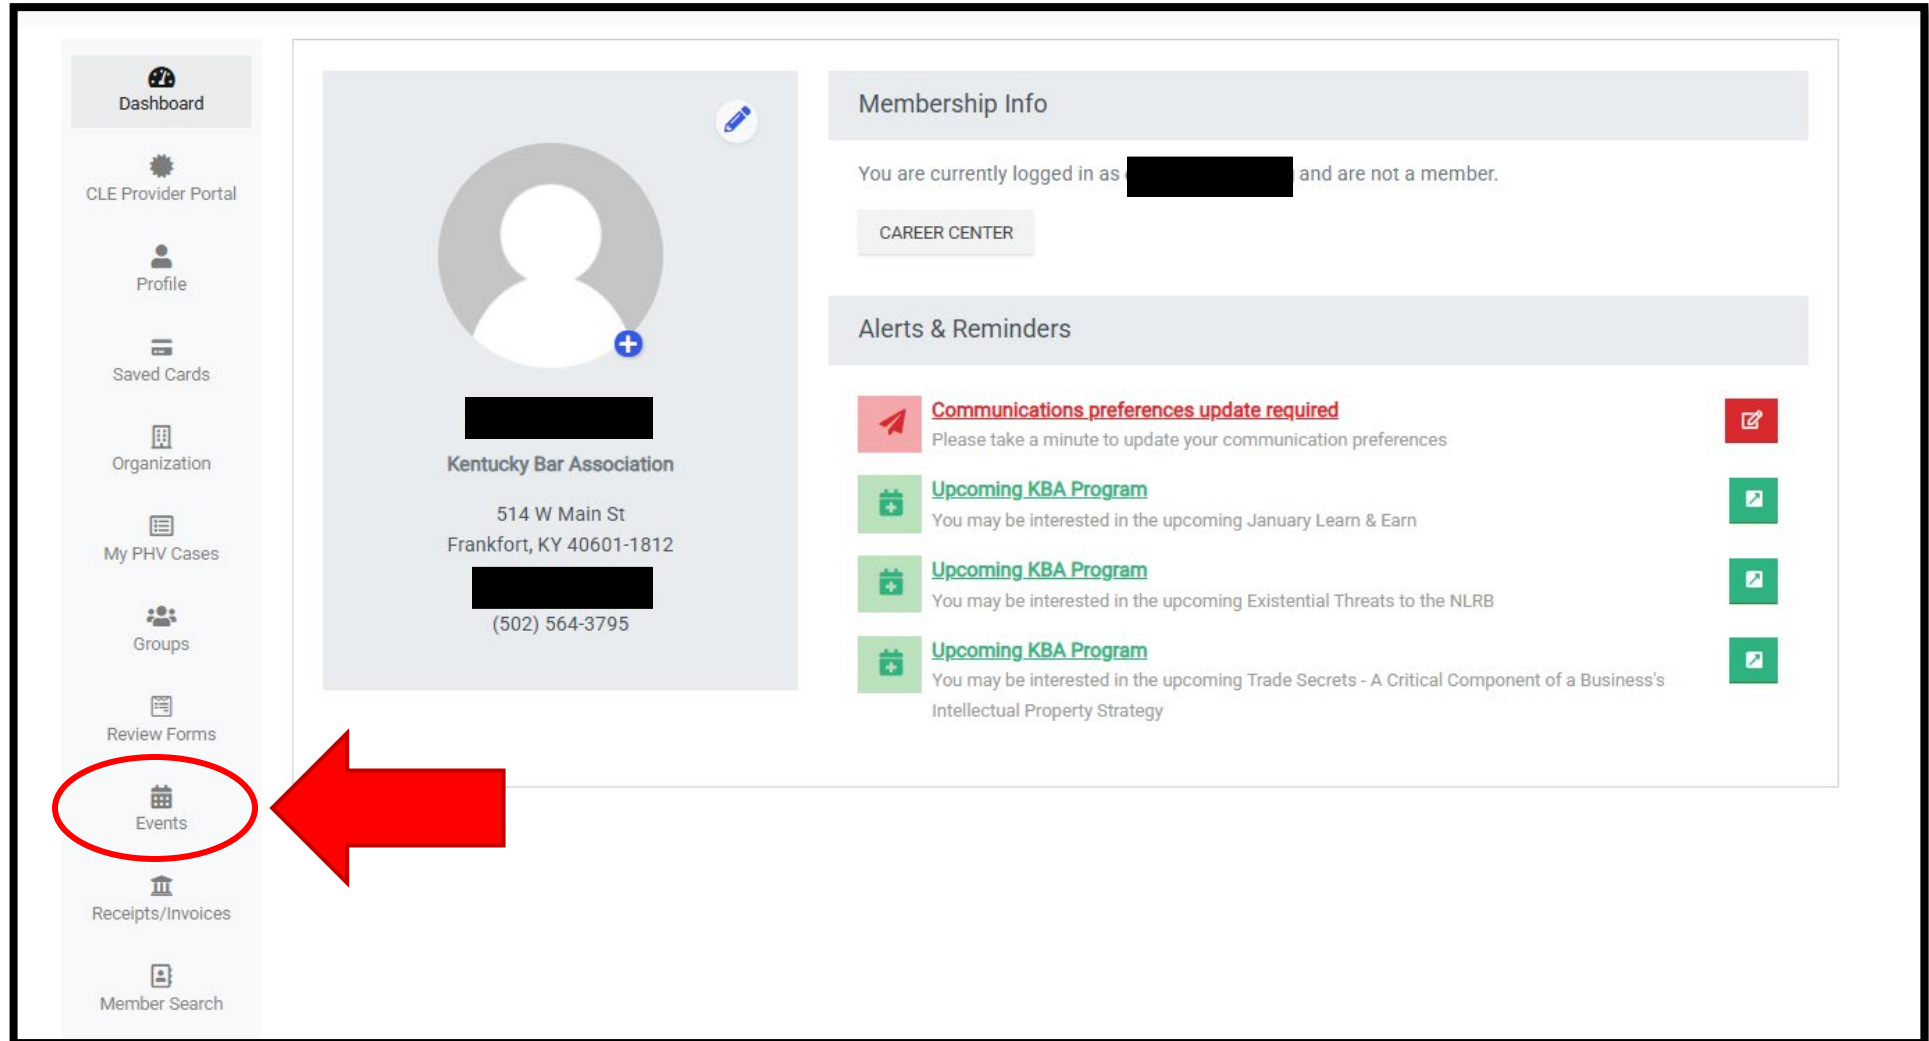 Dashboard
CLE Provider Portal
Profile
Saved Cards
Organization
My PHV Cases
Groups
Review Forms
Events
Receipts/Invoices
Member Search
Kentucky Bar Association
514 W Main St
Frankfort, KY 40601-1812
(502) 564-3795
Membership Info
You are currently logged in as and are not a member.
CAREER CENTER
Alerts & Reminders
Communications preferences update required
Please take a minute to update your communication preferences
Upcoming KBA Program
You may be interested in the upcoming January Learn & Earn
Upcoming KBA Program
You may be interested in the upcoming Existential Threats to the NLRB
Upcoming KBA Program
You may be interested in the upcoming Trade Secrets - A Critical Component of a Business's
Intellectual Property Strategy